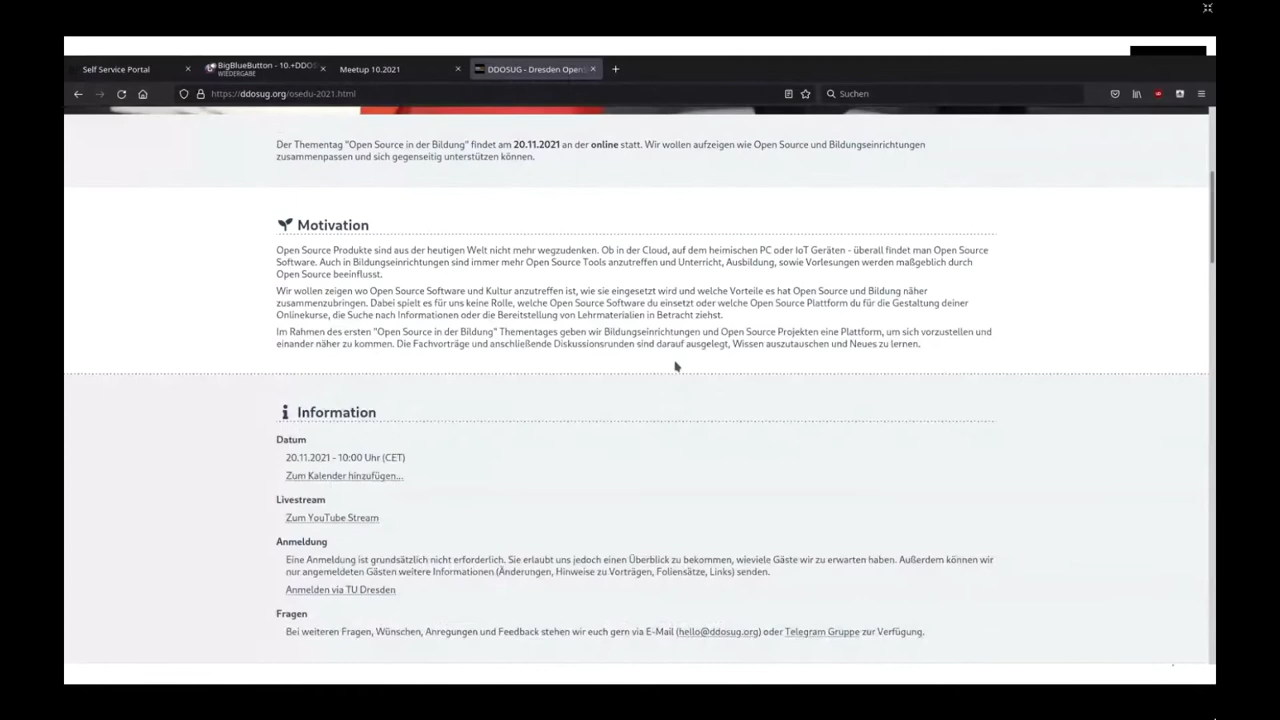 Self Service Portal
BigBlueButton - 10.+DDOS
WIEDERGABE
Meetup 10.2021
DDOSUG - Dresden OpenS
https://ddosug.org/osedu-2021.html
Suchen
Der Thementag "Open Source in der Bildung" findet am 20.11.2021 an der online statt. Wir wollen aufzeigen wie Open Source und Bildungseinrichtungen
zusammenpassen und sich gegenseitig unterstützen können.
Motivation
Open Source Produkte sind aus der heutigen Welt nicht mehr wegzudenken. Ob in der Cloud, auf dem heimischen PC oder IoT Geräten - überall findet man Open Source
Software. Auch in Bildungseinrichtungen sind immer mehr Open Source Tools anzutreffen und Unterricht, Ausbildung, sowie Vorlesungen werden maßgeblich durch
Open Source beeinflusst.
Wir wollen zeigen wo Open Source Software und Kultur anzutreffen ist, wie sie eingesetzt wird und welche Vorteile es hat Open Source und Bildung näher
zusammenzubringen. Dabei spielt es für uns keine Rolle, welche Open Source Software du einsetzt oder welche Open Source Plattform du für die Gestaltung deiner
Onlinekurse, die Suche nach Informationen oder die Bereitstellung von Lehrmaterialien in Betracht ziehst.
Im Rahmen des ersten "Open Source in der Bildung" Thementages geben wir Bildungseinrichtungen und Open Source Projekten eine Plattform, um sich vorzustellen und
einander näher zu kommen. Die Fachvorträge und anschließende Diskussionsrunden sind darauf ausgelegt, Wissen auszutauschen und Neues zu lernen.
Information
Datum
20.11.2021 - 10:00 Uhr (CET)
Zum Kalender hinzufügen...
Livestream
Zum YouTube Stream
Anmeldung
Eine Anmeldung ist grundsätzlich nicht erforderlich. Sie erlaubt uns jedoch einen Überblick zu bekommen, wieviele Gäste wir zu erwarten haben. Außerdem können wir
nur angemeldeten Gästen weitere Informationen (Änderungen, Hinweise zu Vorträgen, Foliensätze, Links) senden.
Anmelden via TU Dresden
Fragen
Bei weiteren Fragen, Wünschen, Anregungen und Feedback stehen wir euch gern via E-Mail (hello@ddosug.org) oder Telegram Gruppe zur Verfügung.